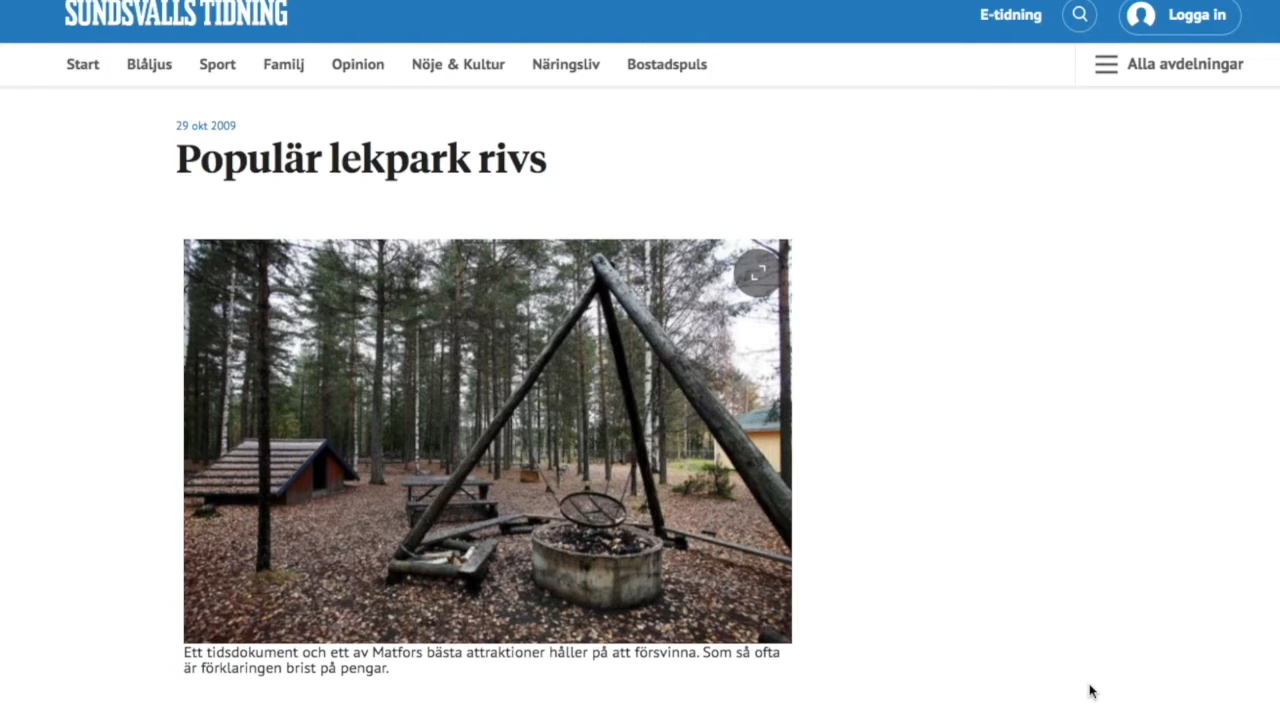 SUNDSVALLS TIDNING
E-tidning
Logga in
Start Blåljus Sport Familj Opinion Nöje & Kultur Näringsliv Bostadspuls
Alla avdelningar
29 okt 2009
Populär lekpark rivs
Ett tidsdokument och ett av Matfors bästa attraktioner håller på att försvinna. Som så ofta
är förklaringen brist på pengar.